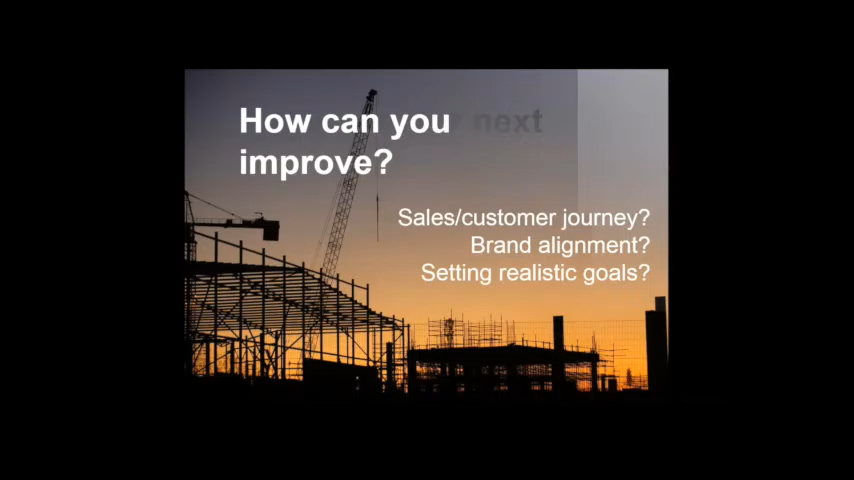 How can you next
improve?
Sales/customer journey?
Brand alignment?
Setting realistic goals?